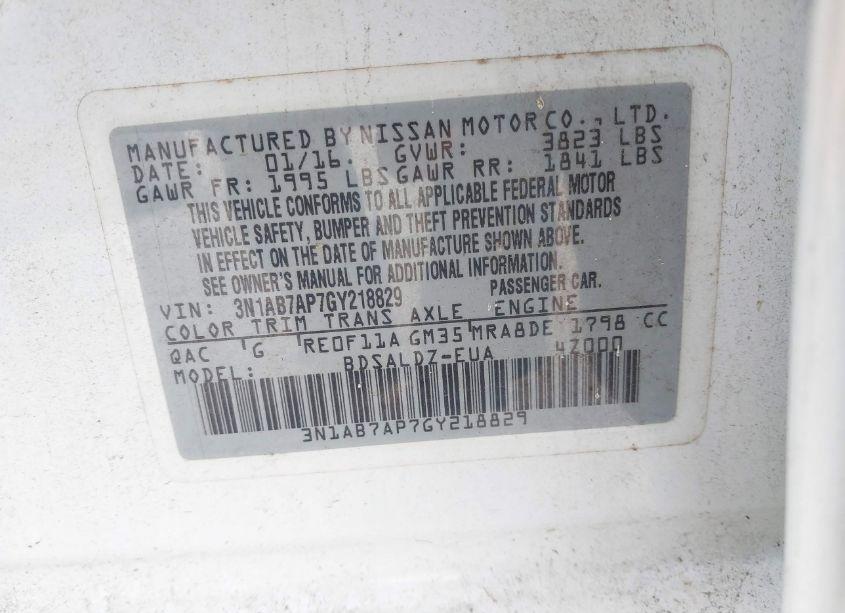 MANUFACTURED BY NISSAN MOTOR CO., LTD.
DATE: 01/16. GVWR: 3823 LBS
GAWR FR: 1995 LBS GAWR RR: 1841 LBS
THIS VEHICLE CONFORMS TO ALL APPLICABLE FEDERAL MOTOR
VEHICLE SAFETY, BUMPER AND THEFT PREVENTION STANDARDS
IN EFFECT ON THE DATE OF MANUFACTURE SHOWN ABOVE.
SEE OWNER'S MANUAL FOR ADDITIONAL INFORMATION.
VIN: 3N1AB7AP7GY218829 PASSENGER CAR.
COLOR TRIM TRANS AXLE ENGINE
QAC G RE0F11A GM35 MRA8DE 1798 CC
MODEL: BDSALDZ-EUA 4Z000
3N1AB7AP7GY218829